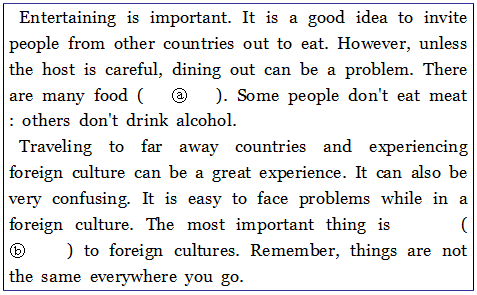 Entertaining is important. It is a good idea to invite
people from other countries out to eat. However, unless
the host is careful, dining out can be a problem. There
are many food ( ⓐ ). Some people don't eat meat
: others don't drink alcohol.
Traveling to far away countries and experiencing
foreign culture can be a great experience. It can also be
very confusing. It is easy to face problems while in a
foreign culture. The most important thing is (
ⓑ ) to foreign cultures. Remember, things are not
the same everywhere you go.